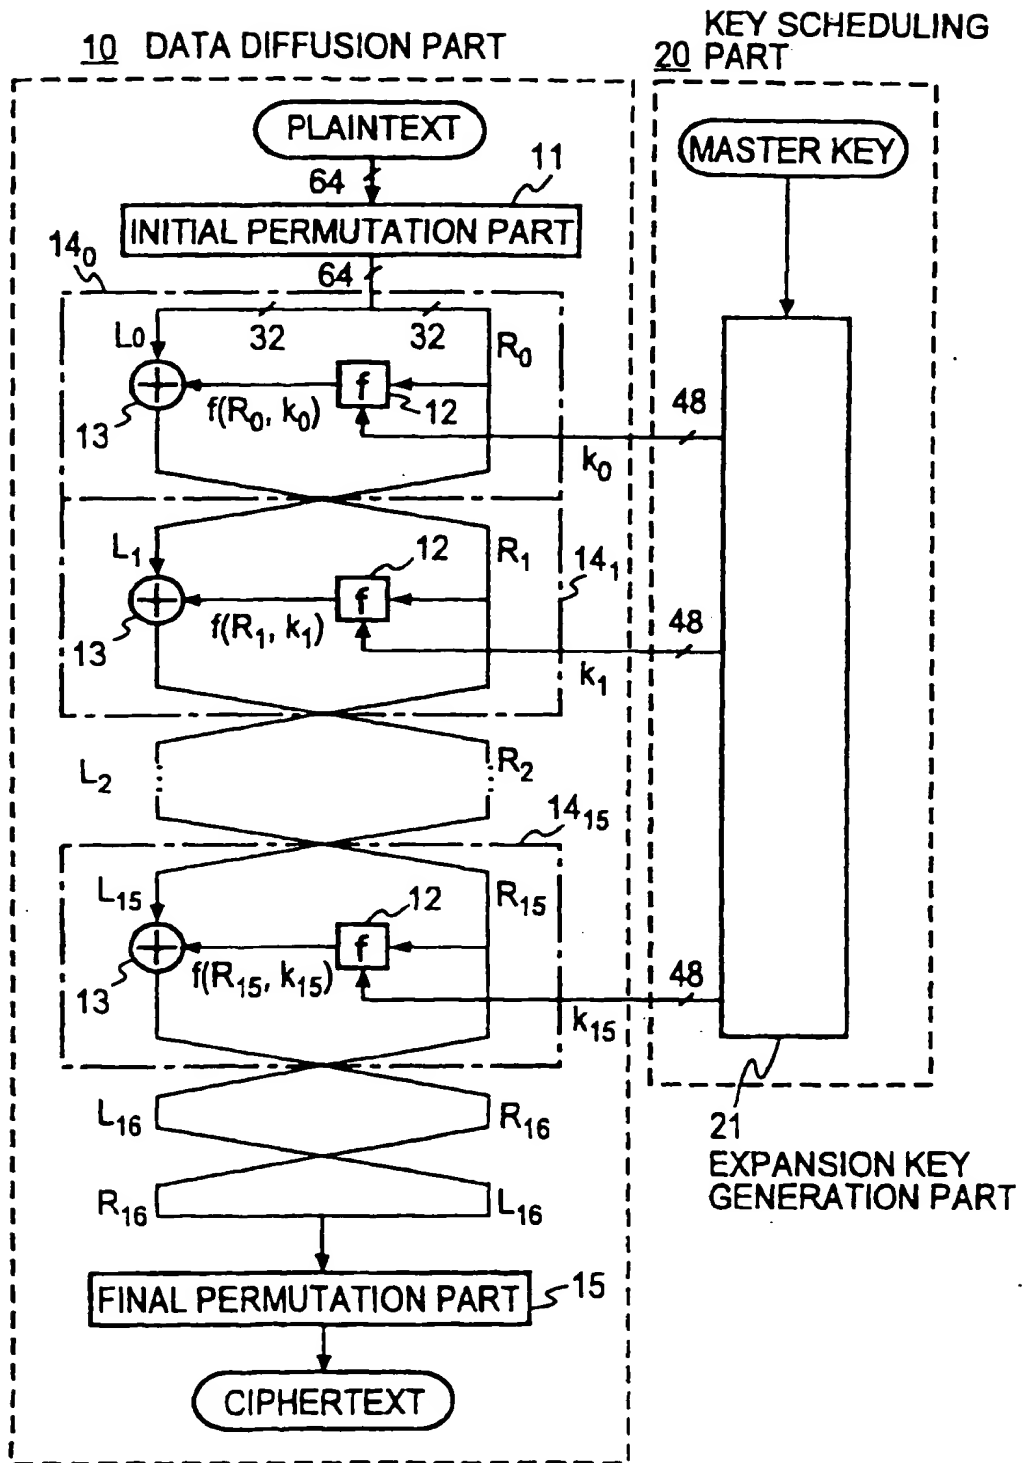 10 DATA DIFFUSION PART
KEY SCHEDULING
20 PART
PLAINTEXT
MASTER KEY
64
11
INITIAL PERMUTATION PART
14₀
64
32
32
L₀
R₀
f
12
13
f(R₀, k₀)
48
k₀
L₁
R₁
12
14₁
f
13
f(R₁, k₁)
48
k₁
L₂
R₂
14₁₅
L₁₅
R₁₅
12
f
13
f(R₁₅, k₁₅)
48
k₁₅
L₁₆
R₁₆
21
EXPANSION KEY
GENERATION PART
R₁₆
L₁₆
FINAL PERMUTATION PART
15
CIPHERTEXT